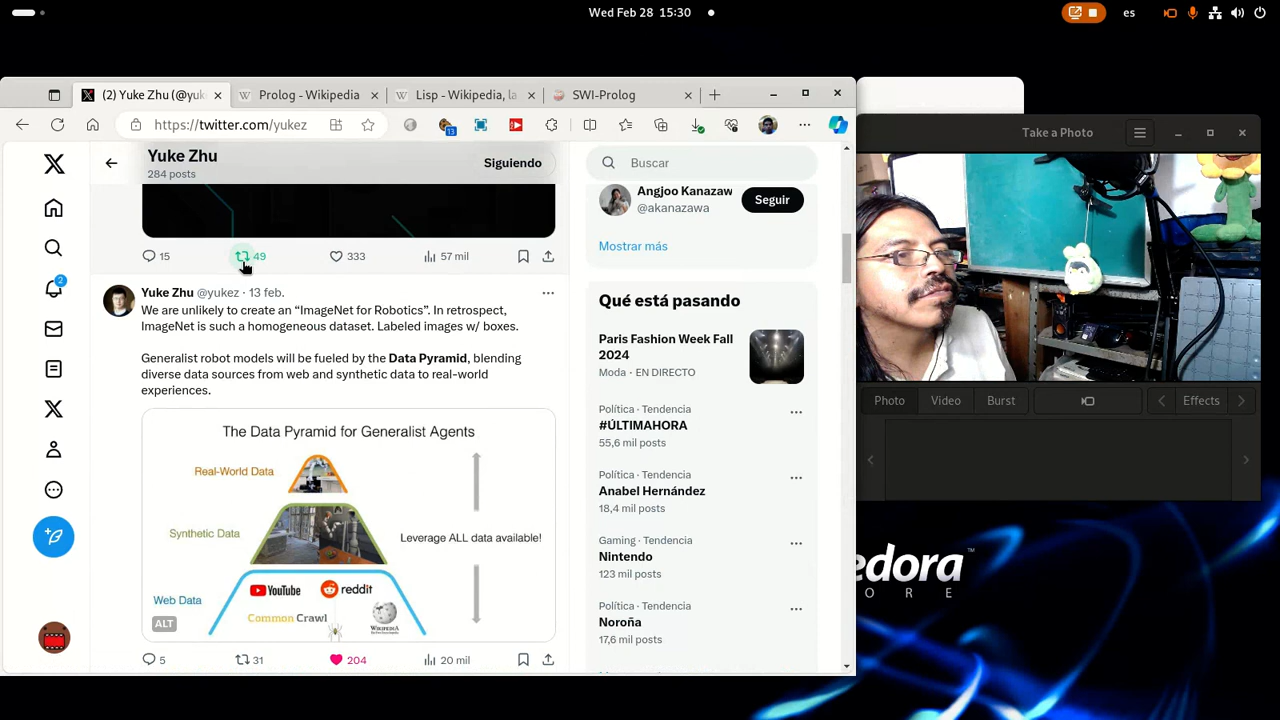 Wed Feb 28 15:30
es
(2) Yuke Zhu (@yuke
Prolog - Wikipedia
Lisp - Wikipedia, la
SWI-Prolog
https://twitter.com/yukez
13
Yuke Zhu
284 posts
Siguiendo
15
49
333
57 mil
Yuke Zhu @yukez · 13 feb.
We are unlikely to create an “ImageNet for Robotics”. In retrospect,
ImageNet is such a homogeneous dataset. Labeled images w/ boxes.
Generalist robot models will be fueled by the Data Pyramid, blending
diverse data sources from web and synthetic data to real-world
experiences.
The Data Pyramid for Generalist Agents
Real-World Data
Synthetic Data
Leverage ALL data available!
Web Data
YouTube
reddit
Common Crawl
WIKIPEDIA
ALT
5
31
204
20 mil
2
Buscar
Angjoo Kanazaw
@akanazawa
Seguir
Mostrar más
Qué está pasando
Paris Fashion Week Fall
2024
Moda · EN DIRECTO
Política · Tendencia
#ÚLTIMAHORA
55,6 mil posts
Política · Tendencia
Anabel Hernández
18,4 mil posts
Gaming · Tendencia
Nintendo
123 mil posts
Política · Tendencia
Noroña
17,6 mil posts
Take a Photo
Photo
Video
Burst
Effects
edora
O R E
TM